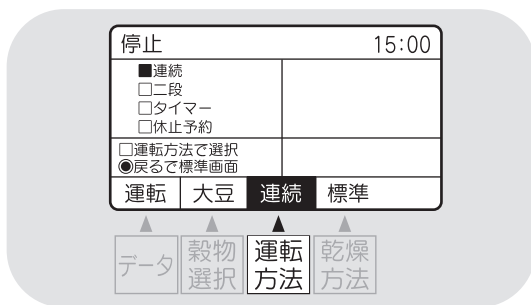 停止 15:00
■連続
□二段
□タイマー
□休止予約
□運転方法で選択
◉戻るで標準画面
運転 大豆 連続 標準
データ 穀物選択 運転方法 乾燥方法